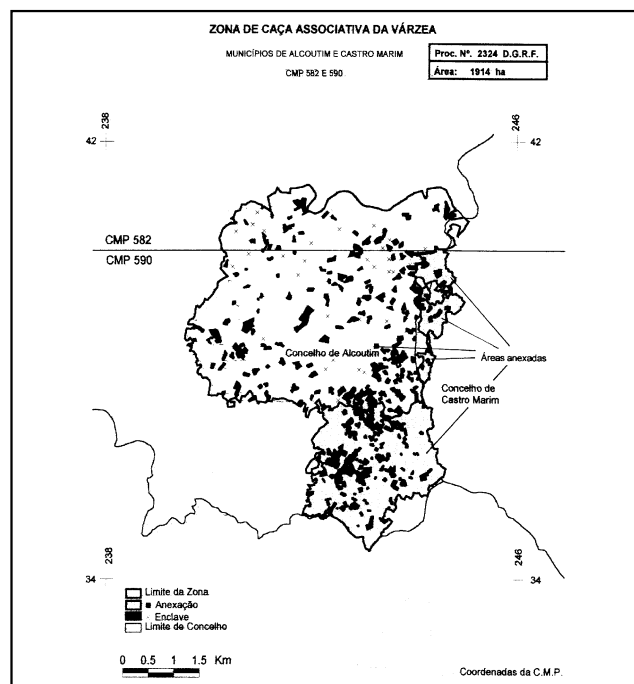 ZONA DE CAÇA ASSOCIATIVA DA VÁRZEA
MUNICÍPIOS DE ALCOUTIM E CASTRO MARIM
CMP 582 E 590
Proc. Nº. 2324 D.G.R.F.
Área: 1914 ha
238
246
42
42
CMP 582
CMP 590
Concelho de Alcoutim
Áreas anexadas
Concelho de
Castro Marim
238
246
34
34
Limite da Zona
Anexação
Enclave
Limite de Concelho
0 0.5 1 1.5 Km
Coordenadas da C.M.P.